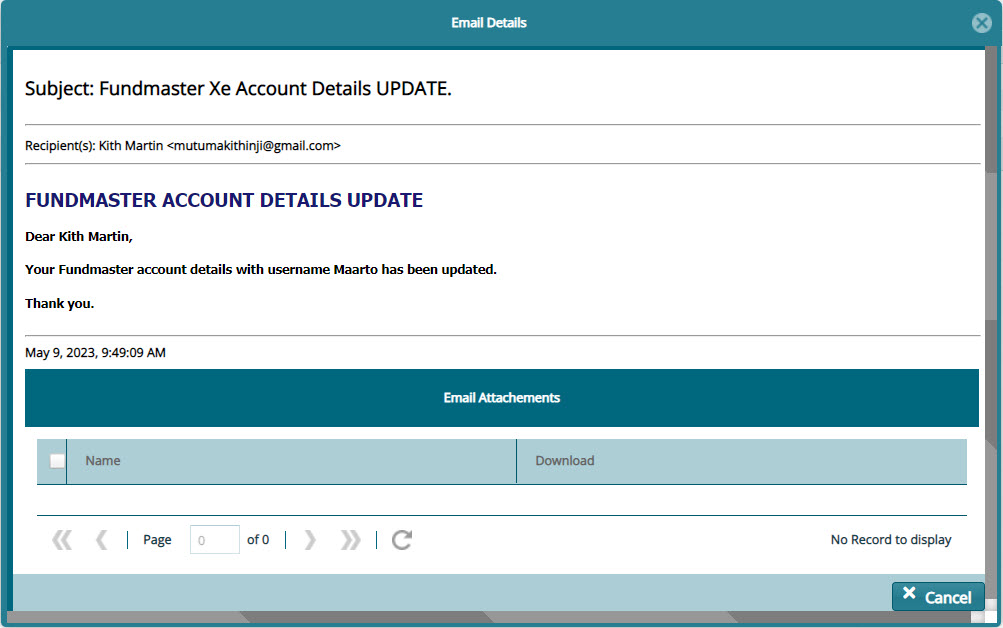 Email Details
Subject: Fundmaster Xe Account Details UPDATE.
Recipient(s): Kith Martin <mutumakithinji@gmail.com>
FUNDMASTER ACCOUNT DETAILS UPDATE
Dear Kith Martin,
Your Fundmaster account details with username Maarto has been updated.
Thank you.
May 9, 2023, 9:49:09 AM
Email Attachements
Name Download
Page 0 of 0 No Record to display
Cancel